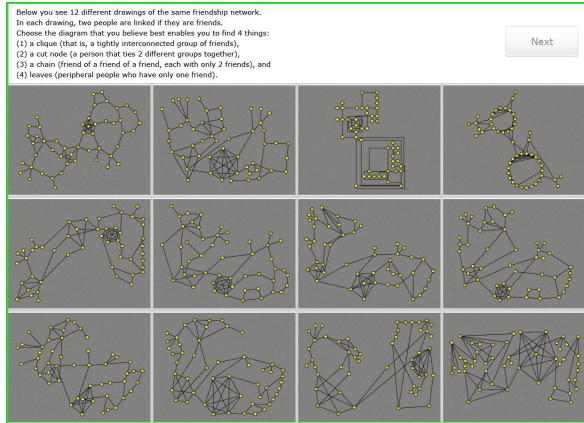 Below you see 12 different drawings of the same friendship network.
In each drawing, two people are linked if they are friends.
Choose the diagram that you believe best enables you to find 4 things:
(1) a clique (that is, a tightly interconnected group of friends),
(2) a cut node (a person that ties 2 different groups together),
(3) a chain (friend of a friend of a friend, each with only 2 friends), and
(4) leaves (peripheral people who have only one friend).
Next